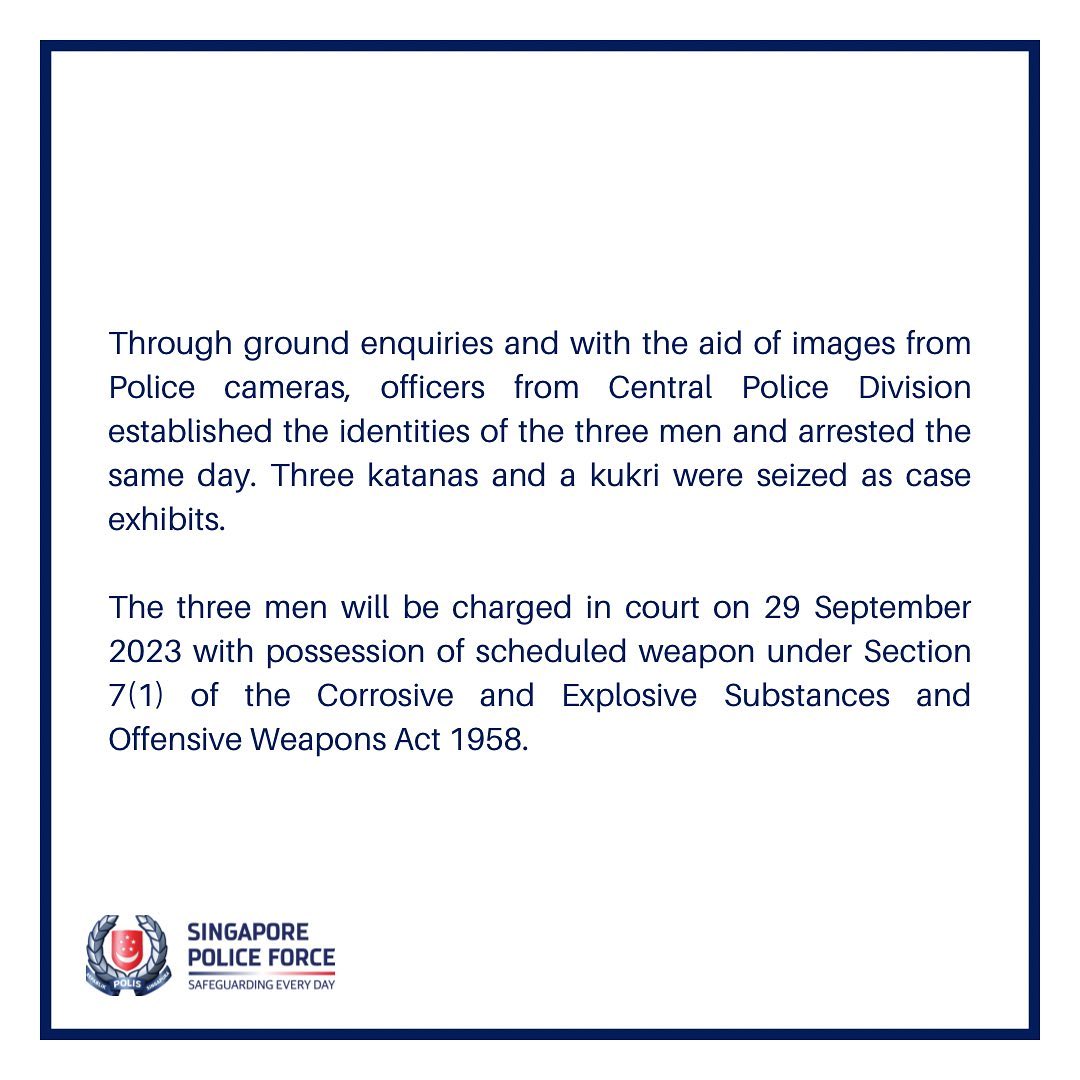 Through ground enquiries and with the aid of images from
Police cameras, officers from Central Police Division
established the identities of the three men and arrested the
same day. Three katanas and a kukri were seized as case
exhibits.
The three men will be charged in court on 29 September
2023 with possession of scheduled weapon under Section
7(1) of the Corrosive and Explosive Substances and
Offensive Weapons Act 1958.
SINGAPORE
POLICE FORCE
SAFEGUARDING EVERY DAY
REPUBLIK POLIS SINGAPURA